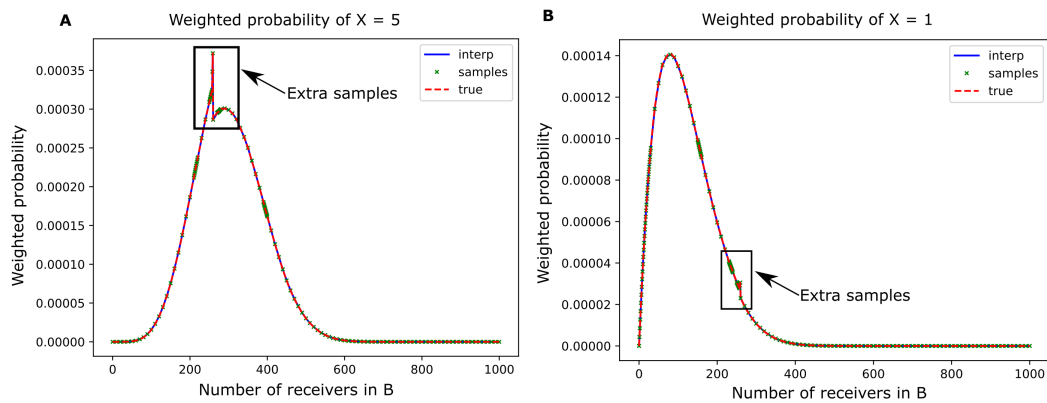 A
Weighted probability of X = 5
Weighted probability
0.00035
0.00030
0.00025
0.00020
0.00015
0.00010
0.00005
0.00000
interp
samples
true
Extra samples
0
200
400
600
800
1000
Number of receivers in B
B
Weighted probability of X = 1
Weighted probability
0.00014
0.00012
0.00010
0.00008
0.00006
0.00004
0.00002
0.00000
interp
samples
true
Extra samples
0
200
400
600
800
1000
Number of receivers in B